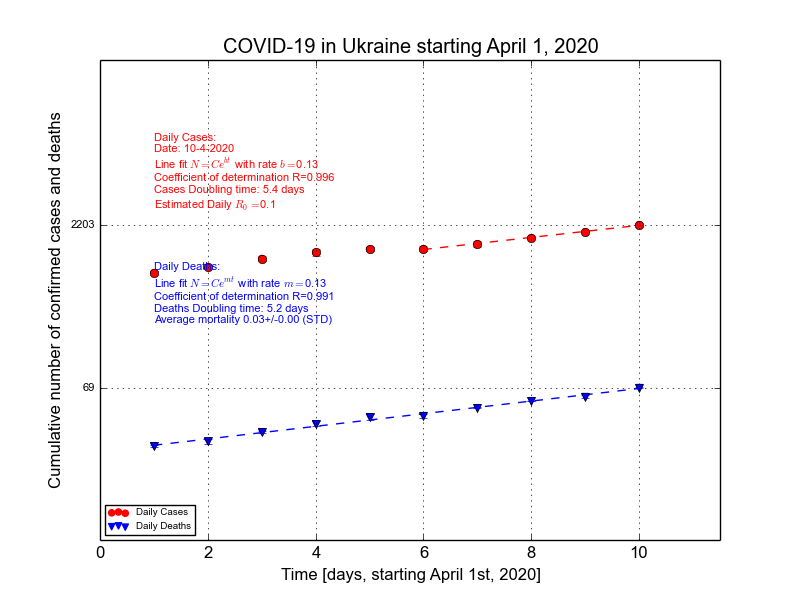 COVID-19 in Ukraine starting April 1, 2020
Cumulative number of confirmed cases and deaths
Daily Cases:
Date: 10-4-2020
Line fit N=Ce^{bt} with rate b=0.13
Coefficient of determination R=0.996
Cases Doubling time: 5.4 days
Estimated Daily R_0=0.1
2203
Daily Deaths:
Line fit N=Ce^{mt} with rate m=0.13
Coefficient of determination R=0.991
Deaths Doubling time: 5.2 days
Average mortality 0.03+/-0.00 (STD)
69
Daily Cases
Daily Deaths
0 2 4 6 8 10
Time [days, starting April 1st, 2020]